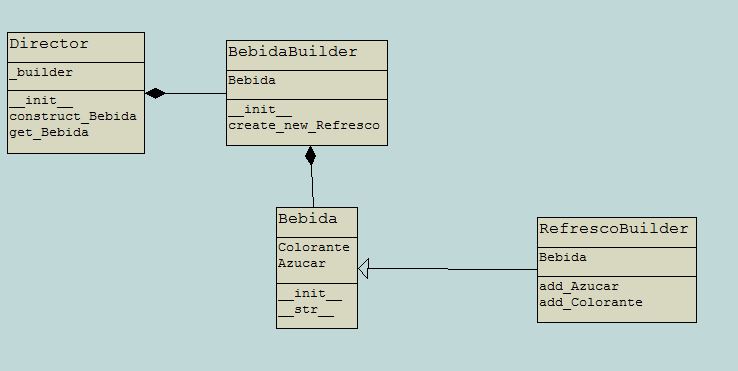 Director
_builder
__init__
construct_Bebida
get_Bebida
BebidaBuilder
Bebida
__init__
create_new_Refresco
Bebida
Colorante
Azucar
__init__
__str__
RefrescoBuilder
Bebida
add_Azucar
add_Colorante